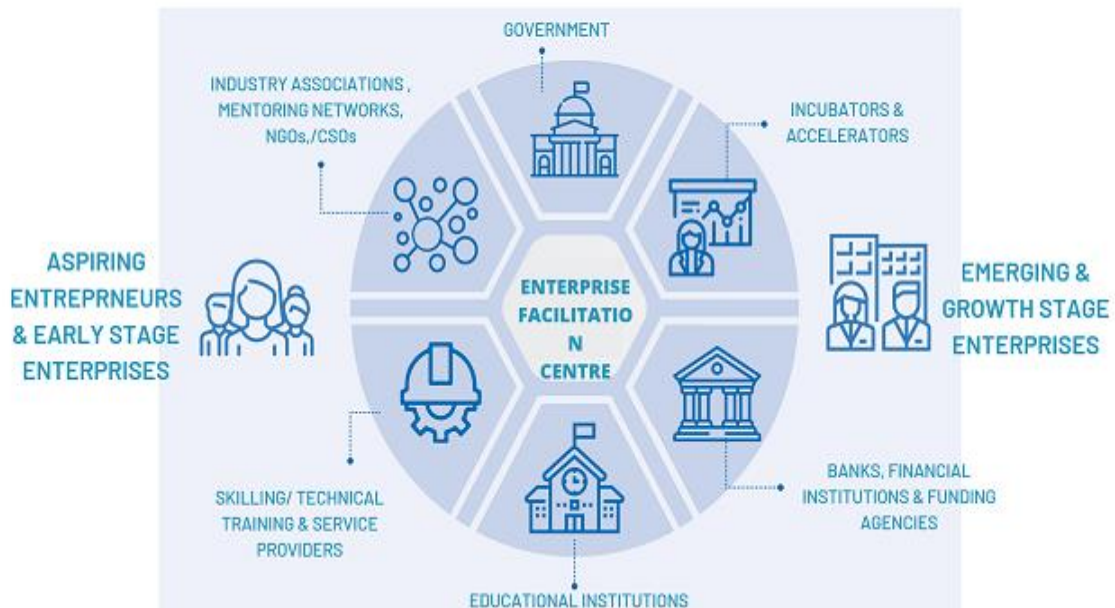 GOVERNMENT
INDUSTRY ASSOCIATIONS ,
MENTORING NETWORKS,
NGOs,/CSOs
INCUBATORS &
ACCELERATORS
ASPIRING
ENTREPRNEURS
& EARLY STAGE
ENTERPRISES
ENTERPRISE
FACILITATIO
N
CENTRE
EMERGING &
GROWTH STAGE
ENTERPRISES
SKILLING/ TECHNICAL
TRAINING & SERVICE
PROVIDERS
BANKS, FINANCIAL
INSTITUTIONS & FUNDING
AGENCIES
EDUCATIONAL INSTITUTIONS